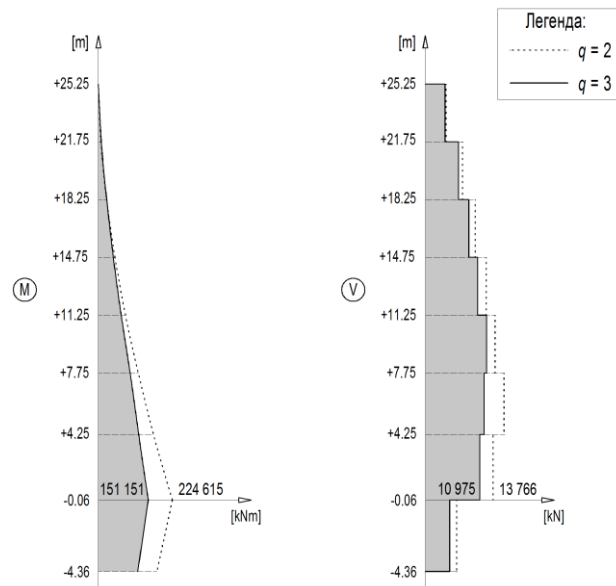 Легенда:
q = 2
q = 3
[m]
+25.25
+21.75
+18.25
+14.75
+11.25
+7.75
+4.25
-0.06
-4.36
M
151 151
224 615
[kNm]
[m]
+25.25
+21.75
+18.25
+14.75
+11.25
+7.75
+4.25
-0.06
-4.36
V
10 975
13 766
[kN]